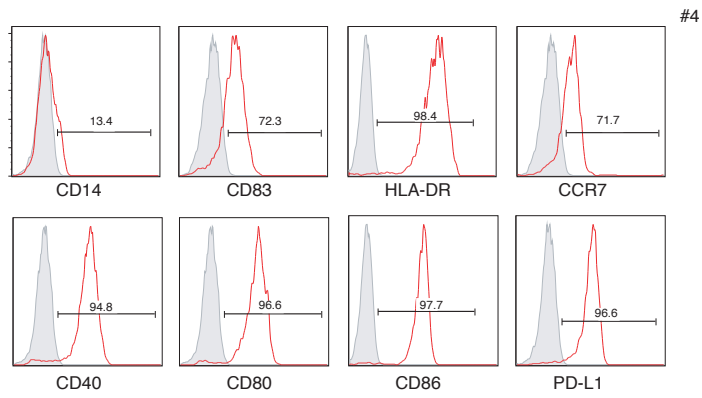 #4
13.4
72.3
98.4
71.7
CD14
CD83
HLA-DR
CCR7
94.8
96.6
97.7
96.6
CD40
CD80
CD86
PD-L1